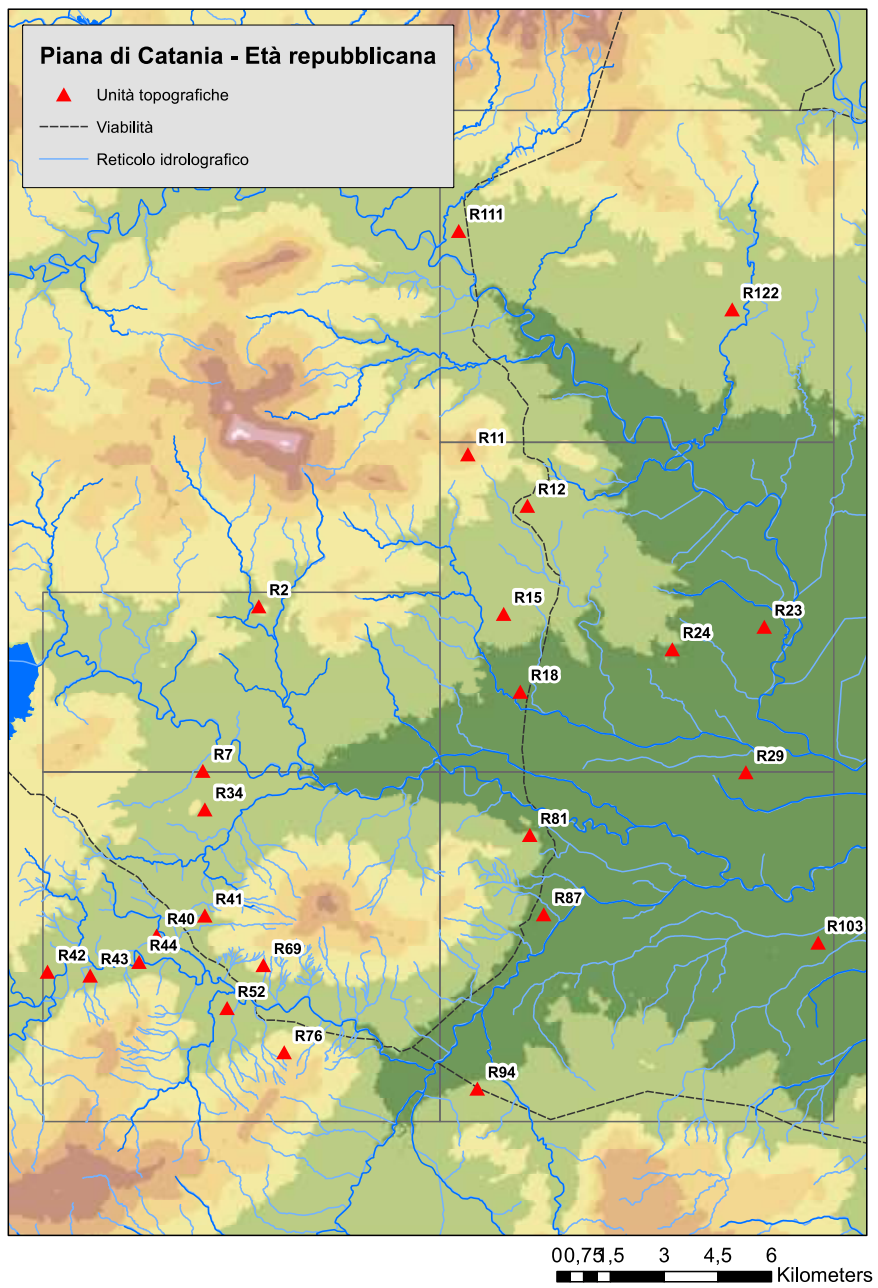 Piana di Catania - Età repubblicana
Unità topografiche
Viabilità
Reticolo idrolografico
R111
R122
R11
R12
R2
R15
R23
R24
R18
R7
R29
R34
R81
R41
R40
R87
R44
R103
R42
R43
R69
R52
R76
R94
0 0,75 1,5 3 4,5 6
Kilometers